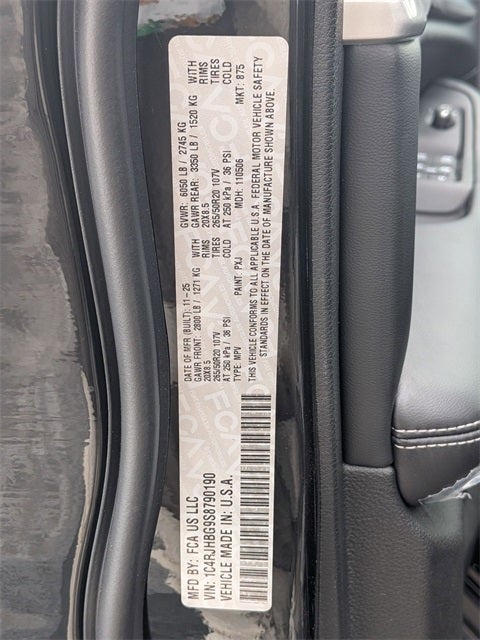 MFD BY: FCA US LLC
VIN: 1C4RJHBG9S8790190
VEHICLE MADE IN: U.S.A.
DATE OF MFR (BUILT): 11-25
GAWR FRONT: 2800 LB / 1271 KG WITH
20X8.5 RIMS
265/50R20 107V TIRES
AT 250 kPa / 36 PSI COLD
TYPE: MPV PAINT: PXJ
GVWR: 6050 LB / 2745 KG
GAWR REAR: 3350 LB / 1520 KG WITH
20X8.5 RIMS
265/50R20 107V TIRES
AT 250 kPa / 36 PSI COLD
MDH: 110506 MKT: 875
THIS VEHICLE CONFORMS TO ALL APPLICABLE U.S.A. FEDERAL MOTOR VEHICLE SAFETY
STANDARDS IN EFFECT ON THE DATE OF MANUFACTURE SHOWN ABOVE.